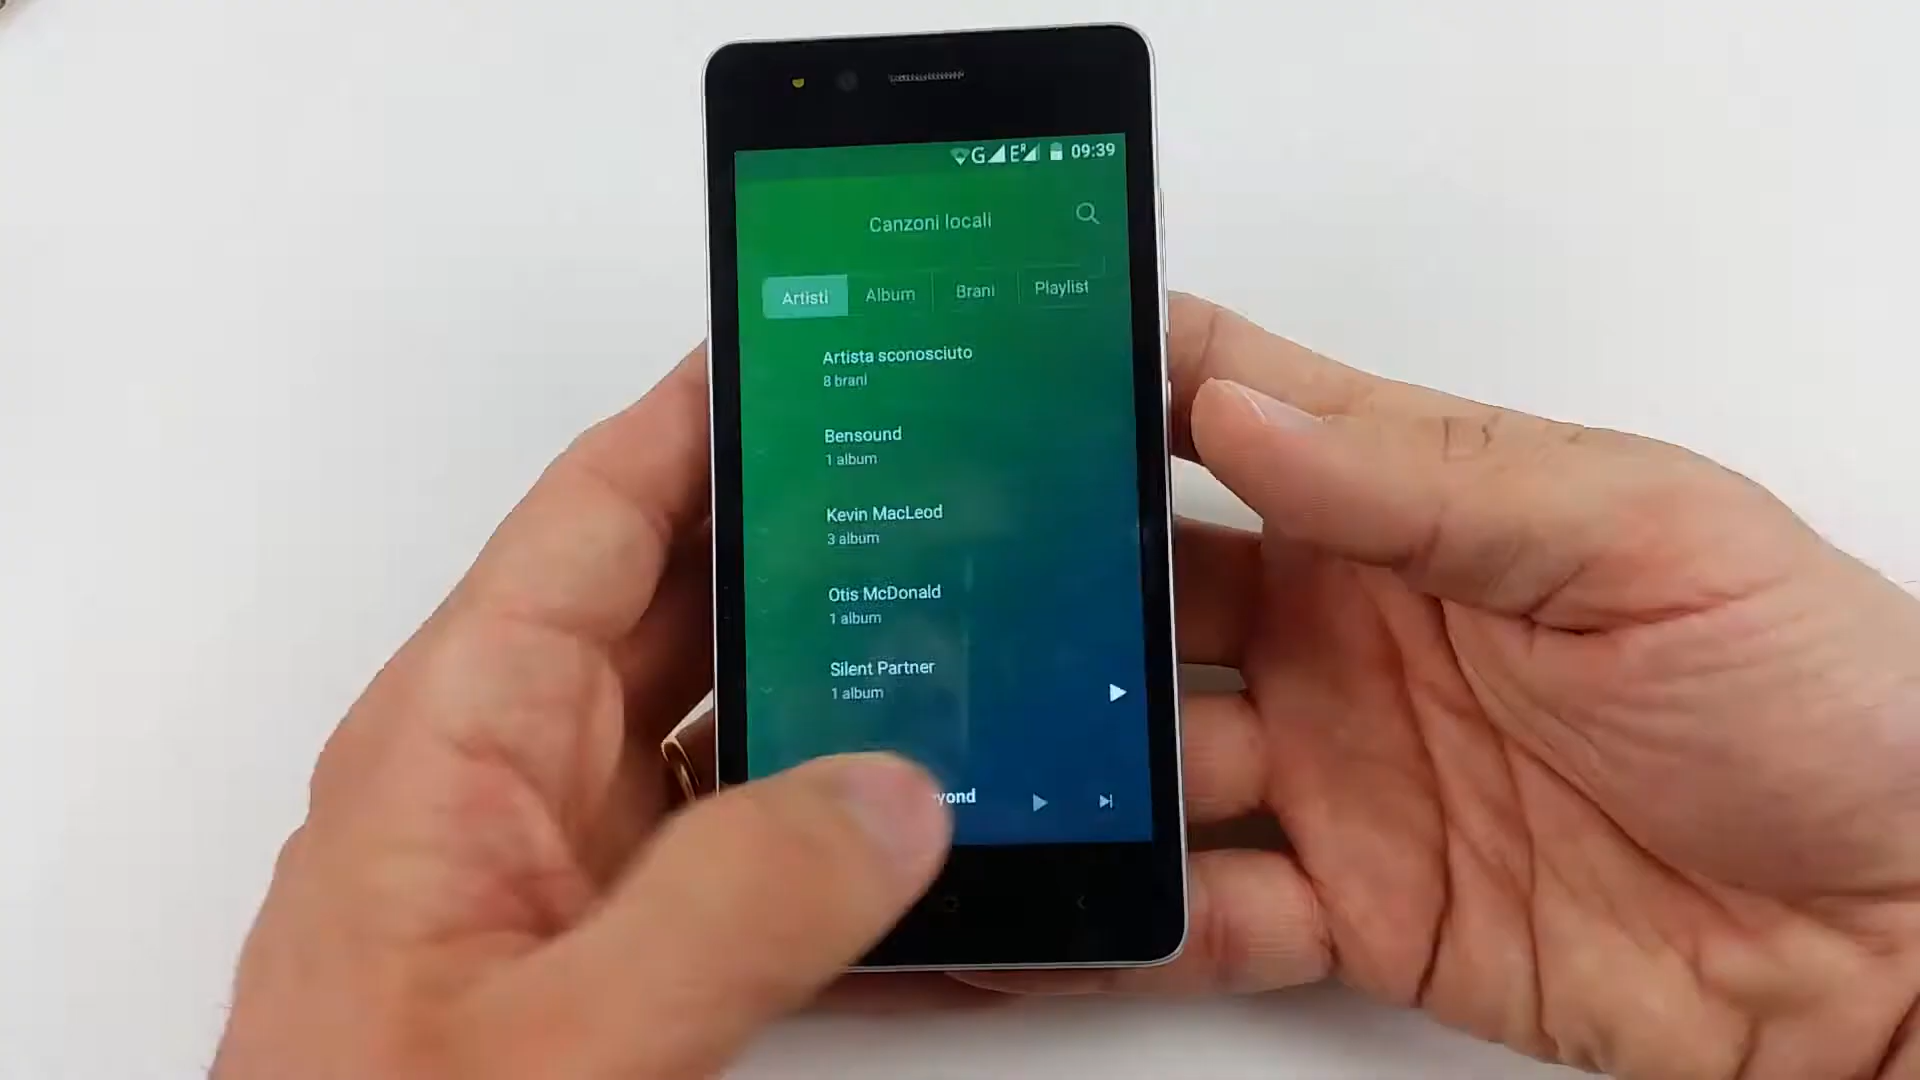 G E R 09:39
Canzoni locali
Artisti Album Brani Playlist
Artista sconosciuto
8 brani
Bensound
1 album
Kevin MacLeod
3 album
Otis McDonald
1 album
Silent Partner
1 album
yond